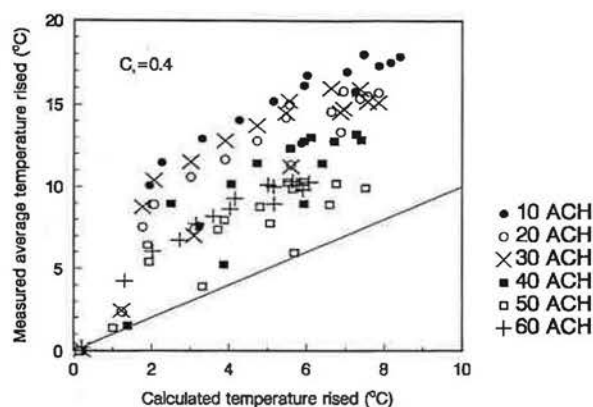 20
15
10
5
0
Measured average temperature rised (°C)
Cₛ=0.4
0
2
4
6
8
10
Calculated temperature rised (°C)
10 ACH
20 ACH
30 ACH
40 ACH
50 ACH
60 ACH